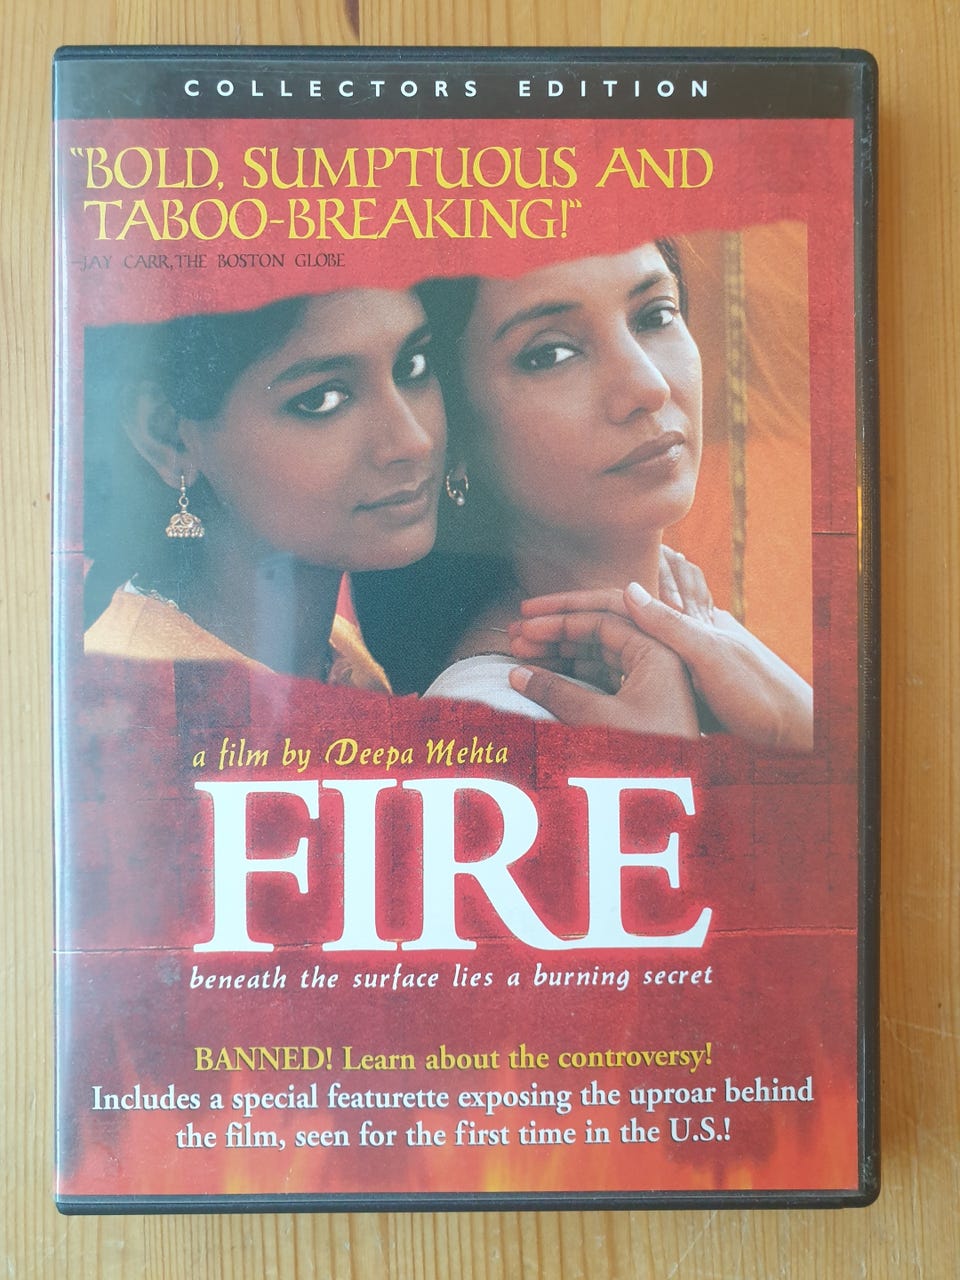 COLLECTORS EDITION
"BOLD, SUMPTUOUS AND
TABOO-BREAKING!"
-JAY CARR, THE BOSTON GLOBE
a film by Deepa Mehta
FIRE
beneath the surface lies a burning secret
BANNED! Learn about the controversy!
Includes a special featurette exposing the uproar behind
the film, seen for the first time in the U.S.!